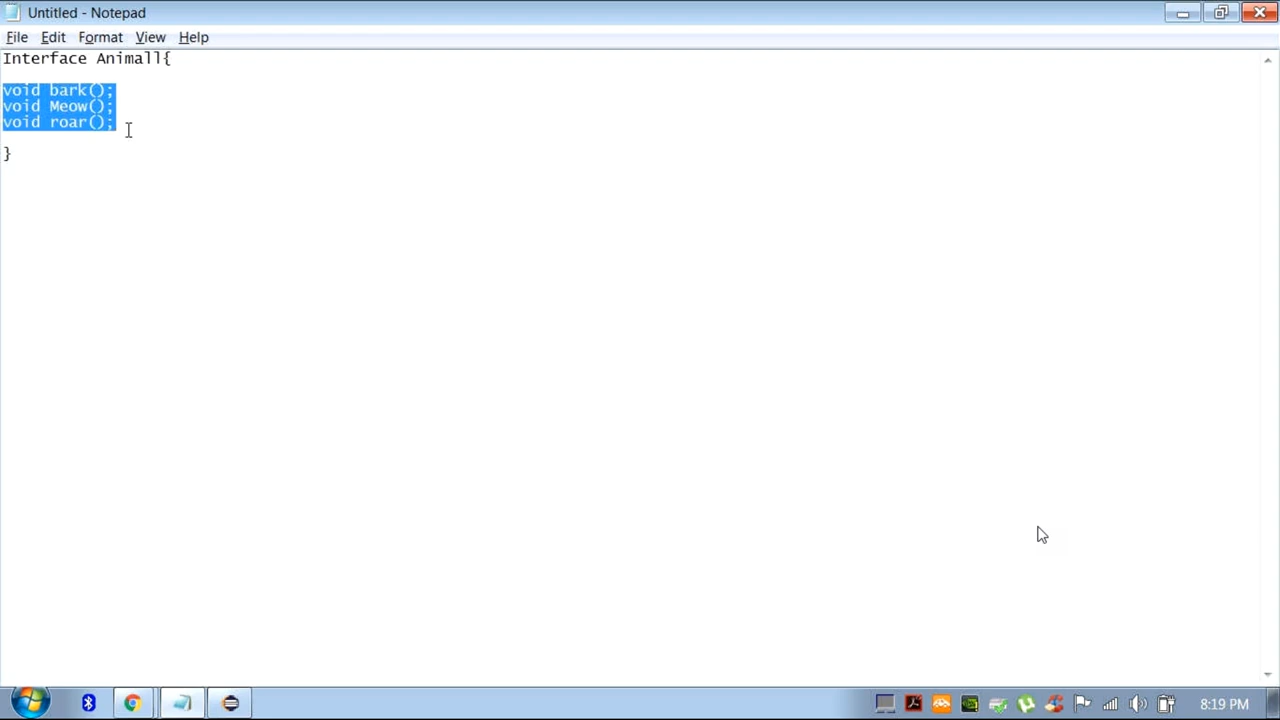 Untitled - Notepad
File Edit Format View Help
Interface Animall{
void bark();
void Meow();
void roar();
}
8:19 PM